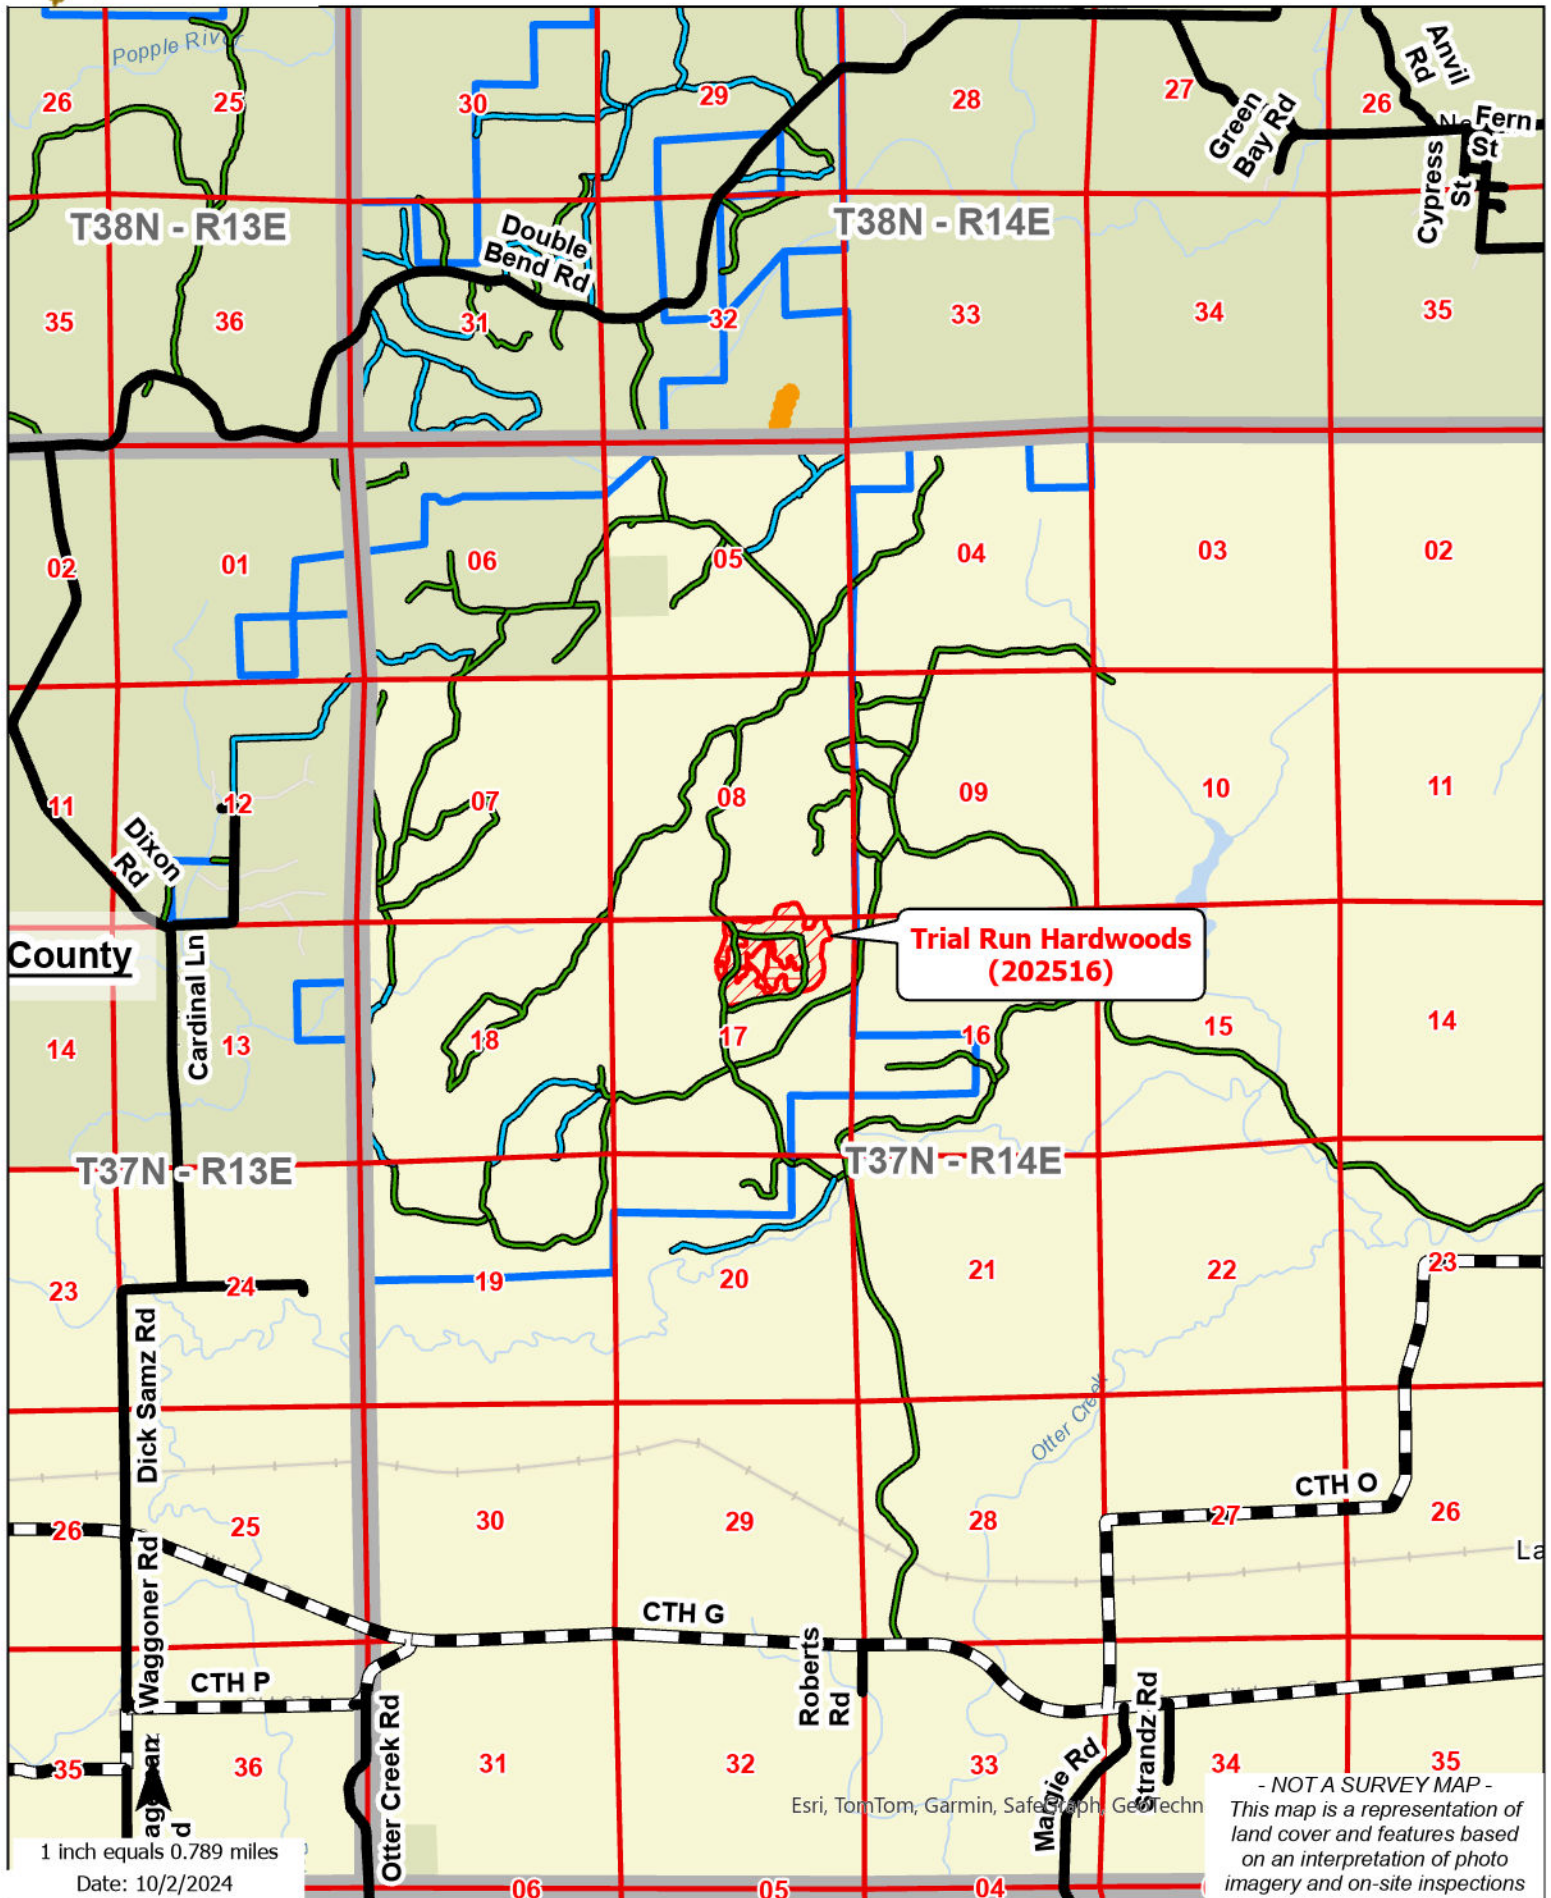 Popple River
26
25
30
29
28
27
26
Anvil
Rd
Green
Bay Rd
Fern
St
Cypress
St
T38N - R13E
T38N - R14E
Double
Bend Rd
35
36
31
32
33
34
35
02
01
06
05
04
03
02
11
12
07
08
09
10
11
Dixon
Rd
County
Cardinal Ln
Trial Run Hardwoods
(202516)
14
13
18
17
16
15
14
T37N - R13E
T37N - R14E
23
24
19
20
21
22
23
Dick Samz Rd
Otter Creek
CTH O
26
25
30
29
28
27
26
La
Waggoner Rd
CTH G
CTH P
Roberts
Rd
Otter Creek Rd
Strandz Rd
Maggie Rd
35
36
31
32
33
34
35
Esri, TomTom, Garmin, SafeGraph, GeoTechn
- NOT A SURVEY MAP -
This map is a representation of
land cover and features based
on an interpretation of photo
imagery and on-site inspections
1 inch equals 0.789 miles
Date: 10/2/2024
06
05
04